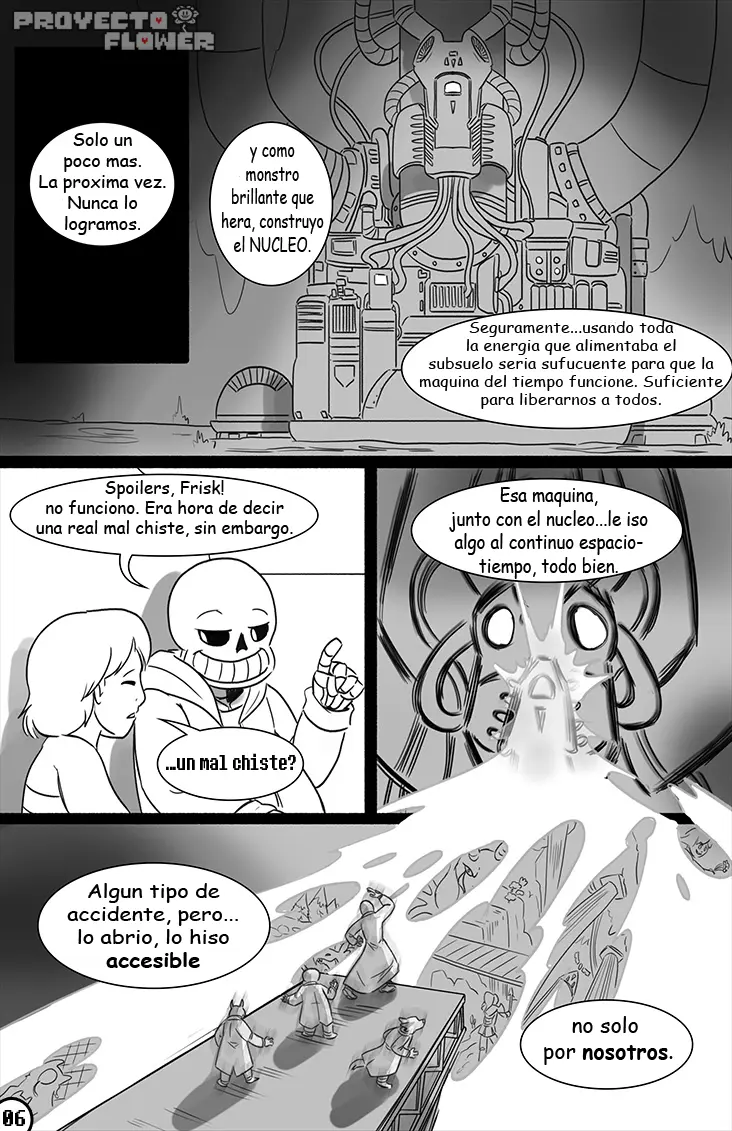 PROYECTO
FLOWER
Solo un
poco mas.
La proxima vez.
Nunca lo
logramos.
y como
monstro
brillante que
hera, construyo
el NUCLEO.
Seguramente...usando toda
la energia que alimentaba el
subsuelo seria sufucuente para que la
maquina del tiempo funcione. Suficiente
para liberarnos a todos.
Spoilers, Frisk!
no funciono. Era hora de decir
una real mal chiste, sin embargo.
...un mal chiste?
Esa maquina,
junto con el nucleo...le iso
algo al continuo espacio-
tiempo, todo bien.
Algun tipo de
accidente, pero...
lo abrio, lo hiso
accesible
no solo
por nosotros.
06